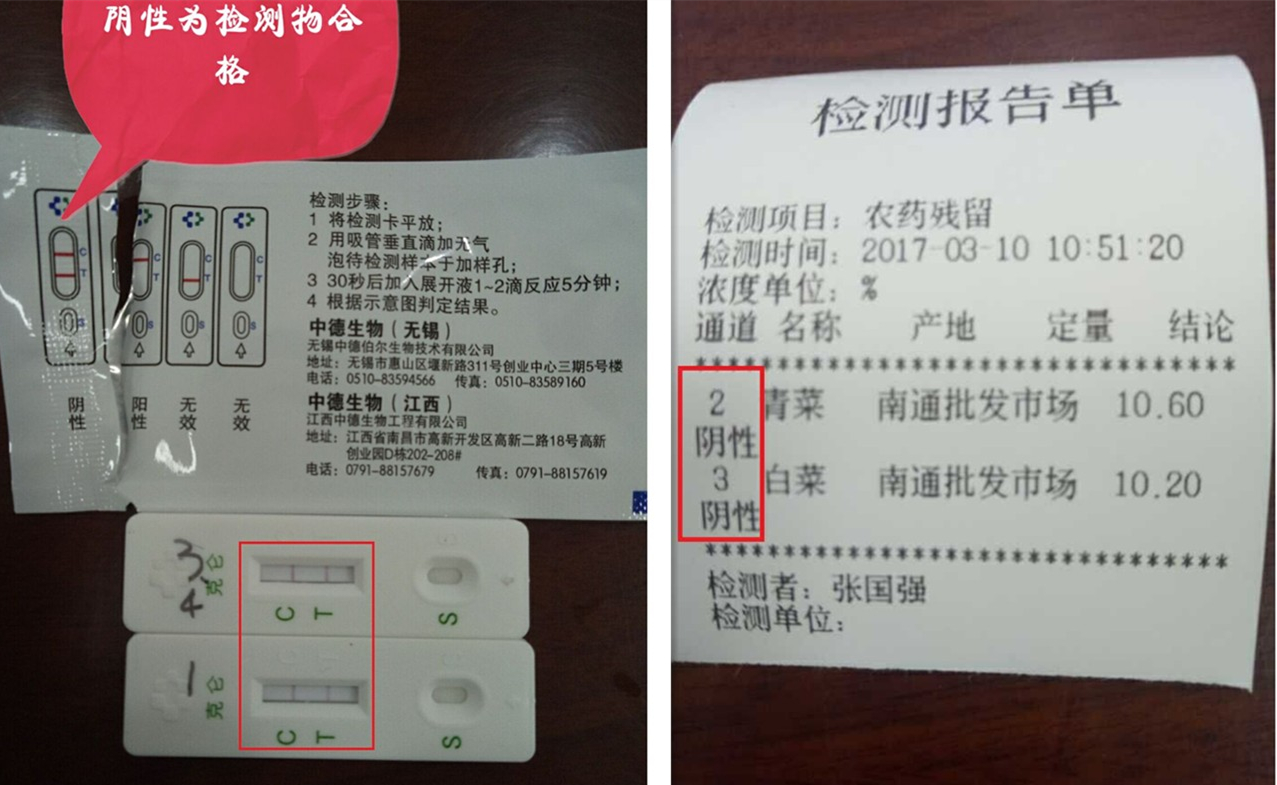 阴性为检测物合
格
检测步骤：
1 将检测卡平放；
2 用吸管垂直滴加无气
泡待检测样本于加样孔；
3 30秒后加入展开液1~2滴反应5分钟；
4 根据示意图判定结果。
中德生物（无锡）
无锡中德伯尔生物技术有限公司
地址：无锡市惠山区堰新路311号创业中心三期5号楼
电话：0510-83594566 传真：0510-83589160
中德生物（江西）
江西中德生物工程有限公司
地址：江西省南昌市高新开发区高新二路18号高新
创业园D栋202-208#
电话：0791-88157679 传真：0791-88157619
C
T
S
C
T
S
C
T
S
C
T
S
阴性
阳性
无效
无效
3.4
克仑
C T S
1
克仑
C T S
检测报告单
检测项目：农药残留
检测时间：2017-03-10 10:51:20
浓度单位：%
通道 名称 产地 定量 结论
******************************
2 青菜 南通批发市场 10.60
阴性
3 白菜 南通批发市场 10.20
阴性
******************************
检测者：张国强
检测单位：